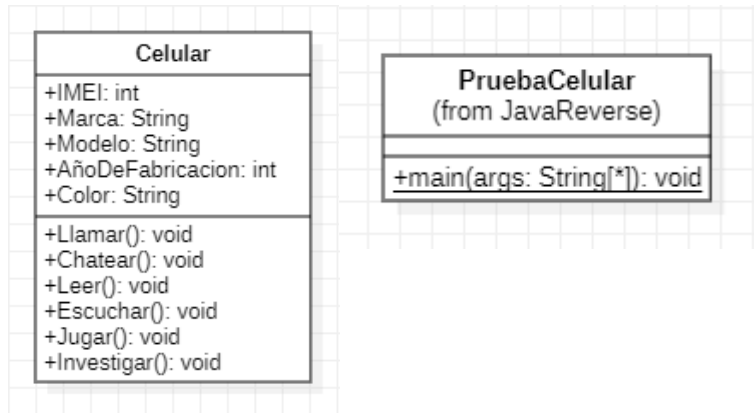 Celular
+IMEI: int
+Marca: String
+Modelo: String
+AñoDeFabricacion: int
+Color: String
+Llamar(): void
+Chatear(): void
+Leer(): void
+Escuchar(): void
+Jugar(): void
+Investigar(): void
PruebaCelular
(from JavaReverse)
+main(args: String[*]): void